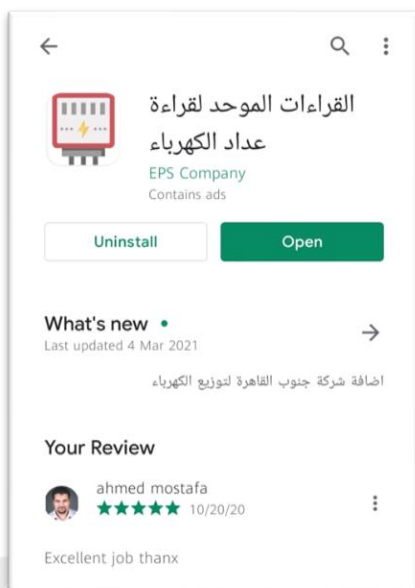 القراءات الموحد لقراءة
عداد الكهرباء
EPS Company
Contains ads
Uninstall
Open
What's new
Last updated 4 Mar 2021
اضافة شركة جنوب القاهرة لتوزيع الكهرباء
Your Review
ahmed mostafa
10/20/20
Excellent job thanx